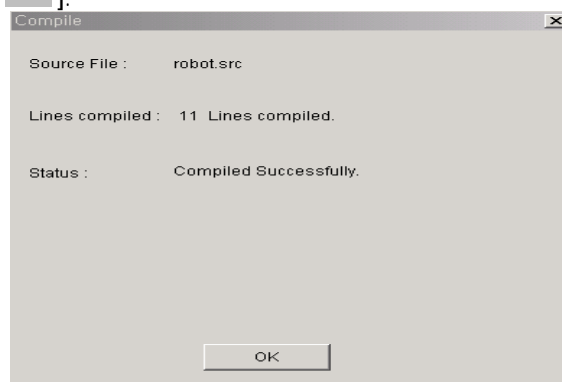 ].
Compile
Source File : robot.src
Lines compiled : 11 Lines compiled.
Status : Compiled Successfully.
OK